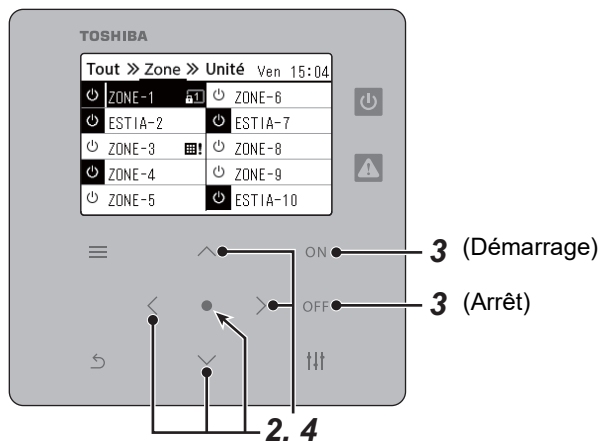 TOSHIBA
Tout » Zone » Unité Ven 15:04
ZONE-1 1 ZONE-6
ESTIA-2 ESTIA-7
ZONE-3 ! ZONE-8
ZONE-4 ZONE-9
ZONE-5 ESTIA-10
ON 3 (Démarrage)
OFF 3 (Arrêt)
2, 4